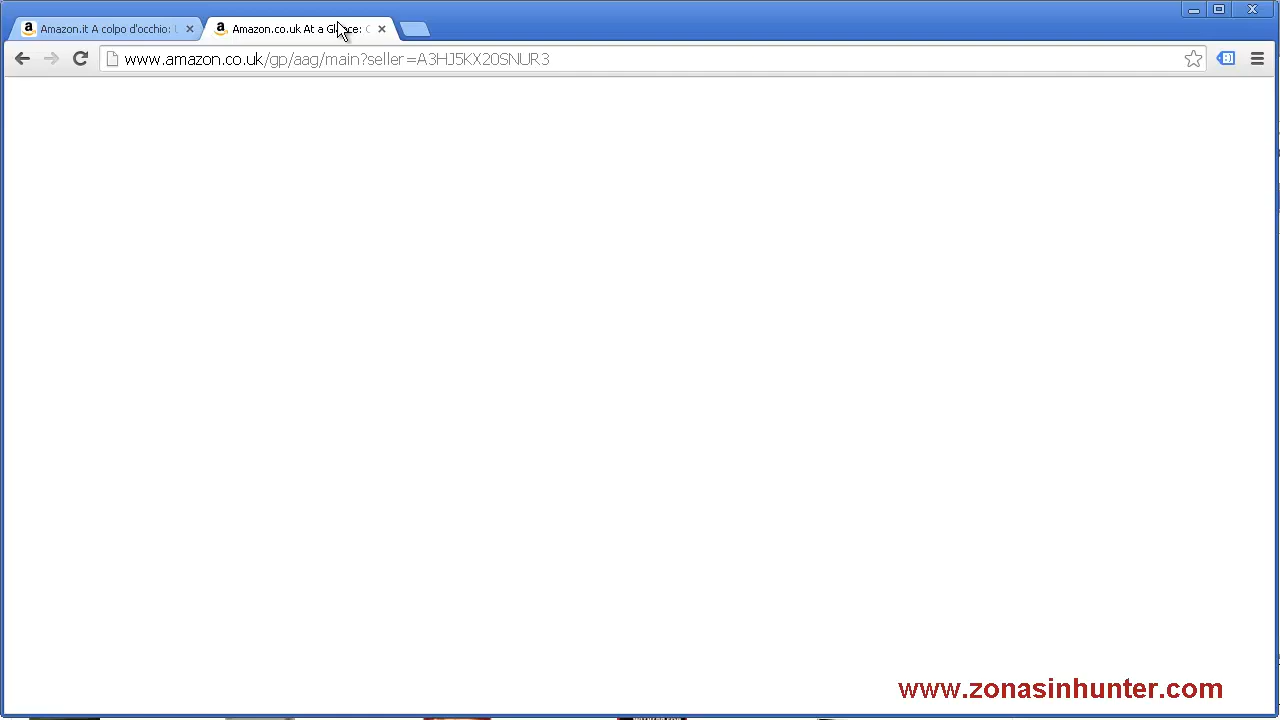 Amazon.it A colpo d'occhio:
Amazon.co.uk At a Glance:
www.amazon.co.uk/gp/aag/main?seller=A3HJ5KX20SNUR3
www.zonasinhunter.com